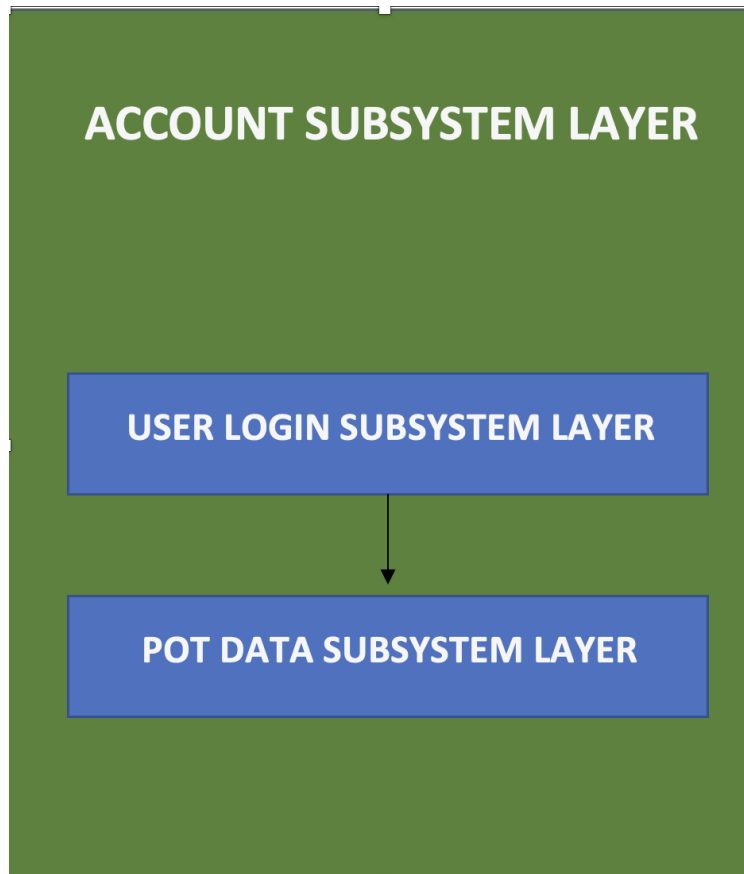 ACCOUNT SUBSYSTEM LAYER
USER LOGIN SUBSYSTEM LAYER
POT DATA SUBSYSTEM LAYER